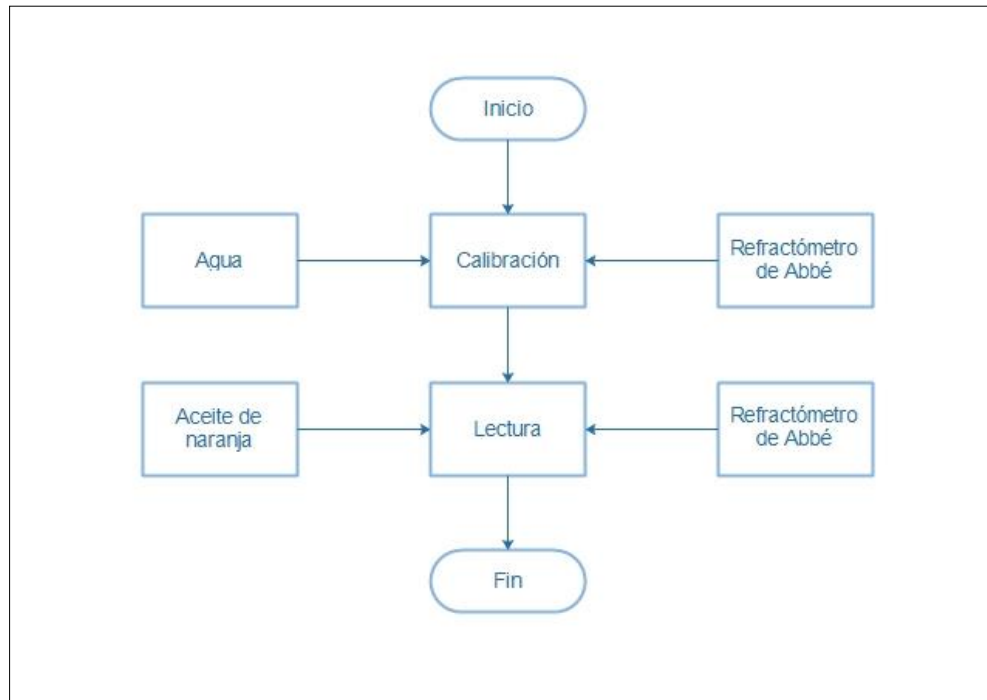 Inicio
Agua
Calibración
Refractómetro
de Abbé
Aceite de
naranja
Lectura
Refractómetro
de Abbé
Fin